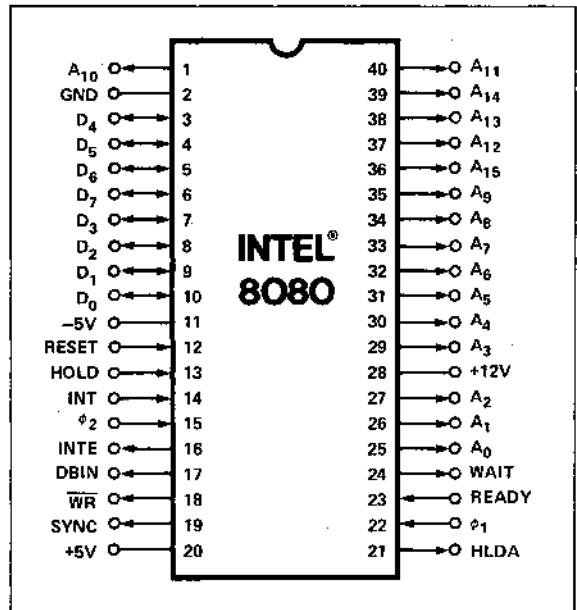 A10 1 40 A11
GND 2 39 A14
D4 3 38 A13
D5 4 37 A12
D6 5 36 A15
D7 6 35 A9
D3 7 34 A8
D2 8 33 A7
D1 9 32 A6
D0 10 31 A5
INTEL®
8080
−5V 11 30 A4
RESET 12 29 A3
HOLD 13 28 +12V
INT 14 27 A2
ϕ2 15 26 A1
INTE 16 25 A0
DBIN 17 24 WAIT
W̅R̅ 18 23 READY
SYNC 19 22 ϕ1
+5V 20 21 HLDA